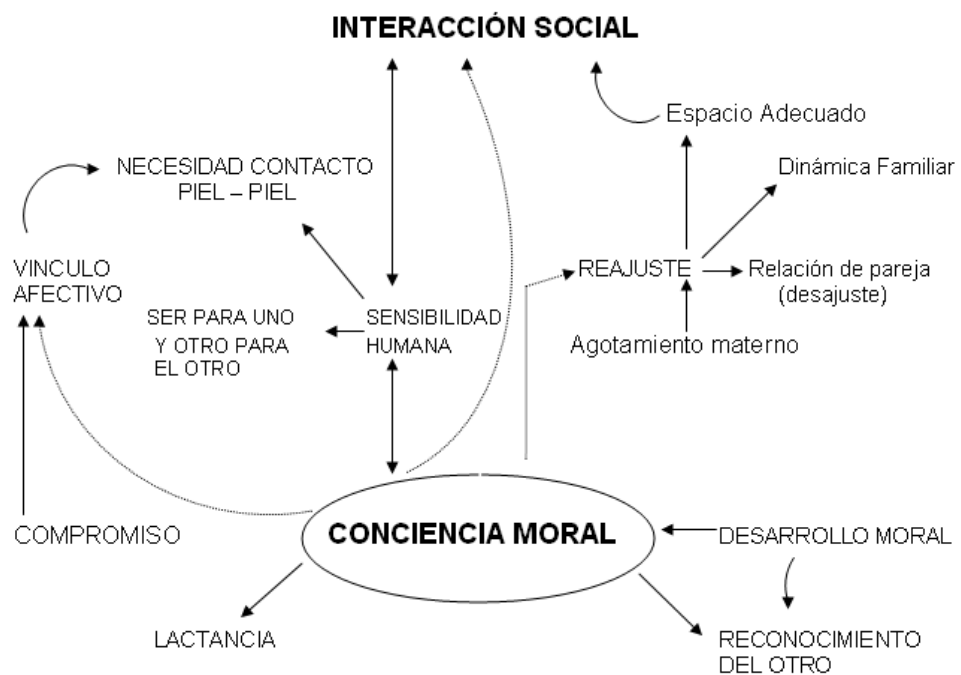 INTERACCIÓN SOCIAL
Espacio Adecuado
NECESIDAD CONTACTO
PIEL – PIEL
Dinámica Familiar
VINCULO
AFECTIVO
REAJUSTE
Relación de pareja
(desajuste)
SER PARA UNO
Y OTRO PARA
EL OTRO
SENSIBILIDAD
HUMANA
Agotamiento materno
COMPROMISO
CONCIENCIA MORAL
DESARROLLO MORAL
LACTANCIA
RECONOCIMIENTO
DEL OTRO